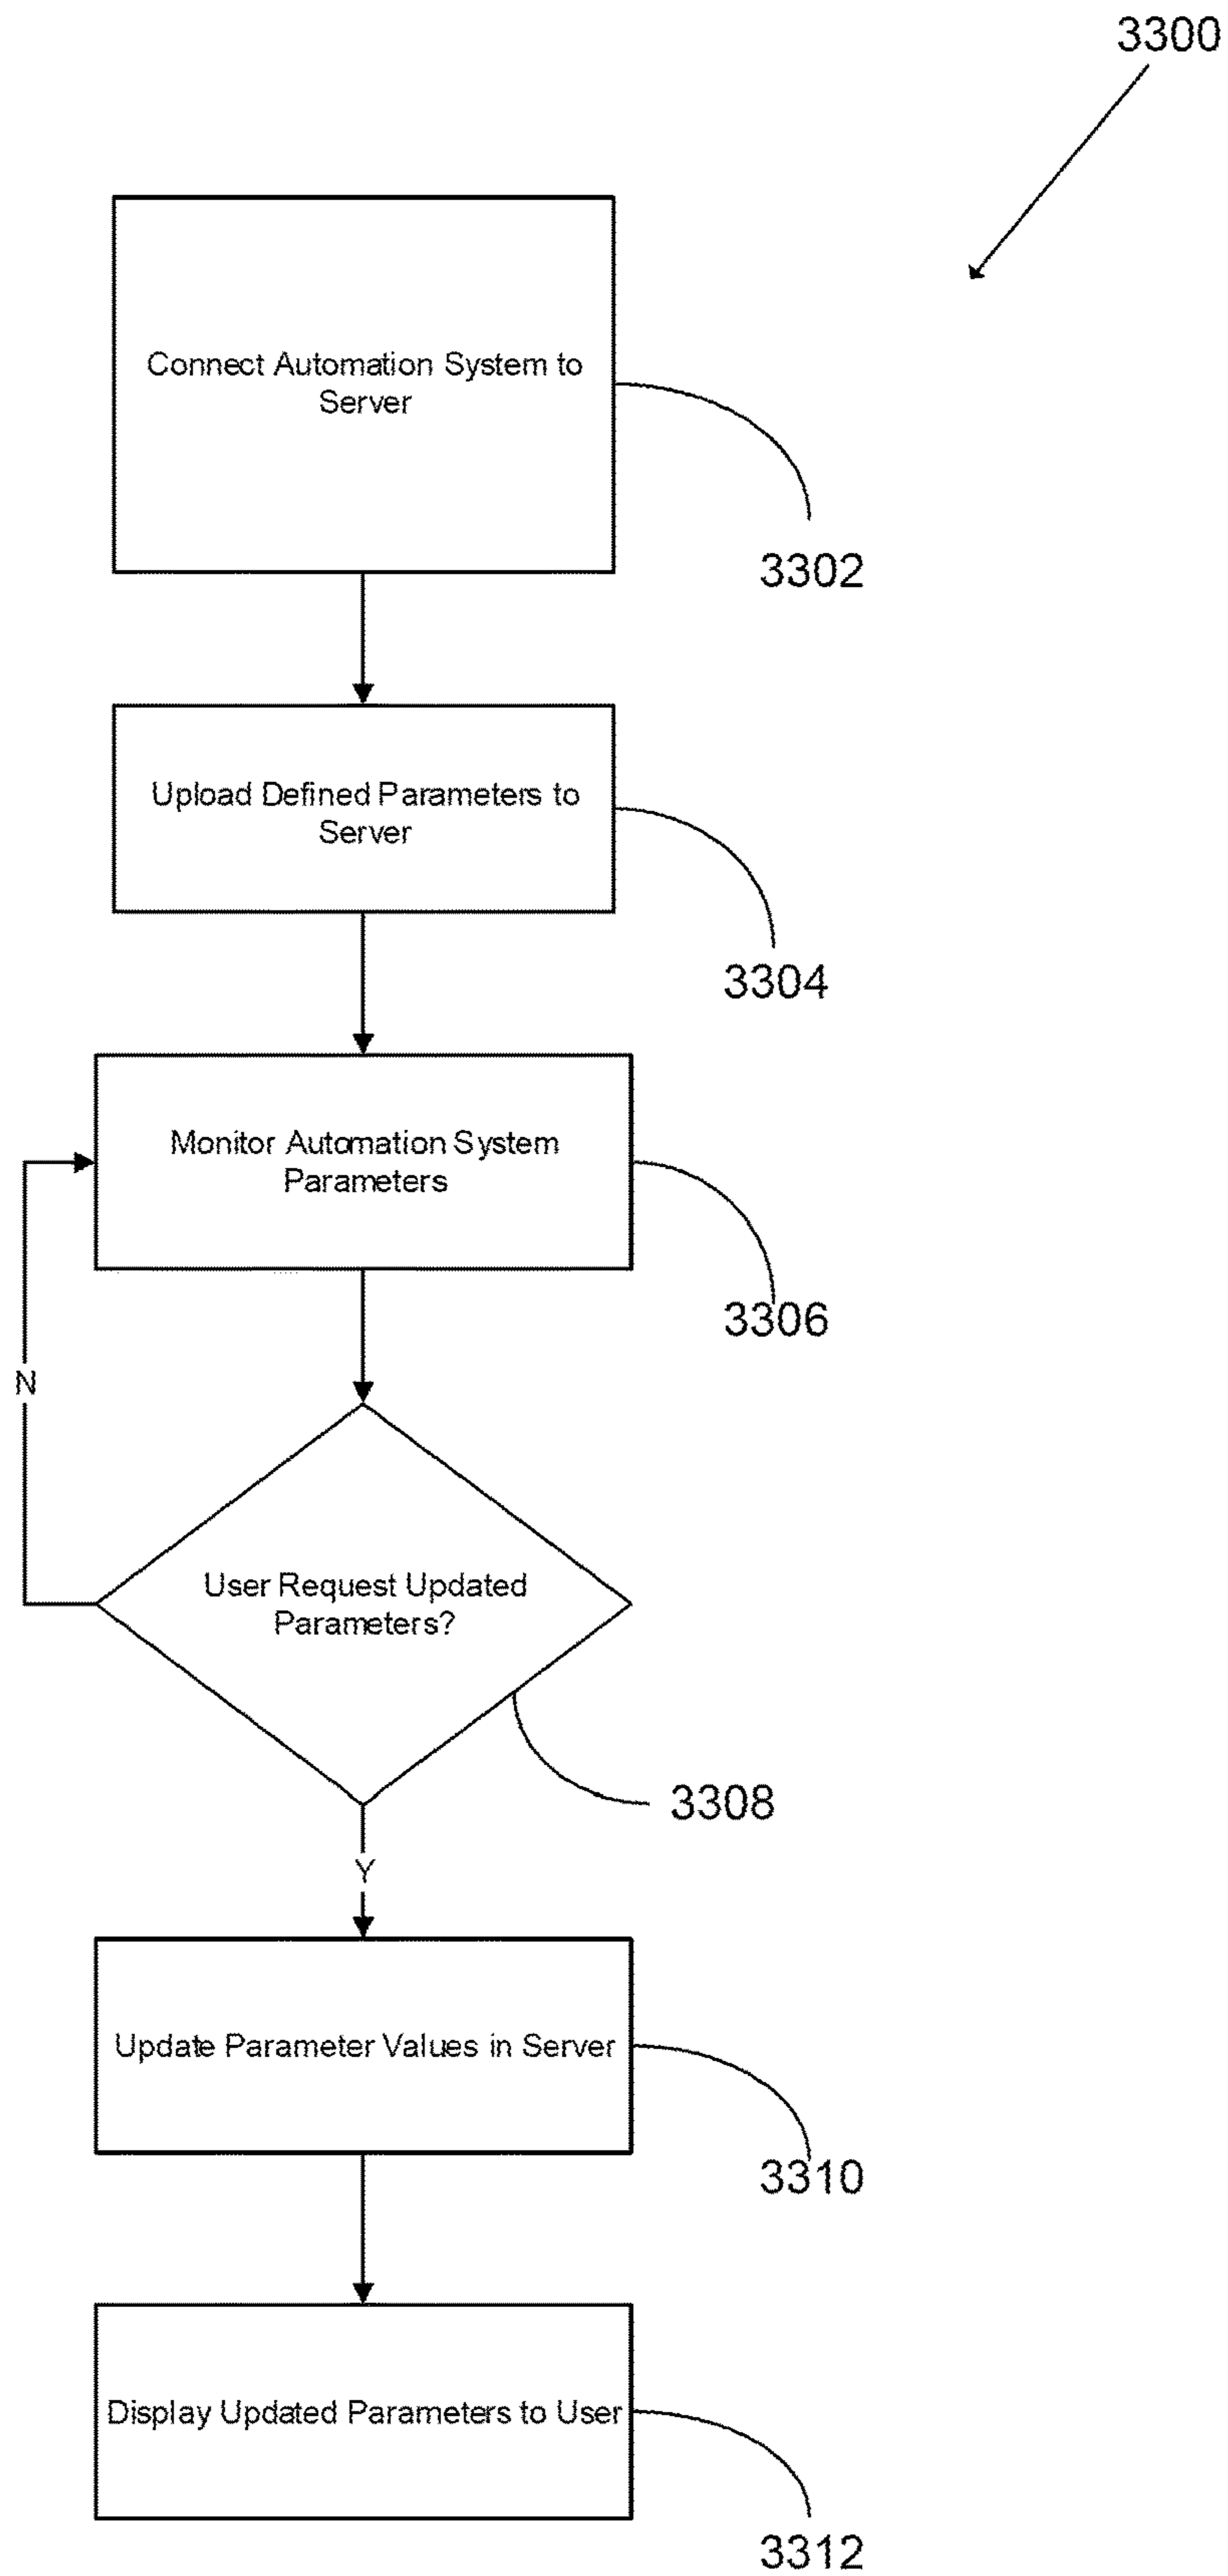 3300
Connect Automation System to
Server
3302
Upload Defined Parameters to
Server
3304
Monitor Automation System
Parameters
3306
N
User Request Updated
Parameters?
3308
Y
Update Parameter Values in Server
3310
Display Updated Parameters to User
3312